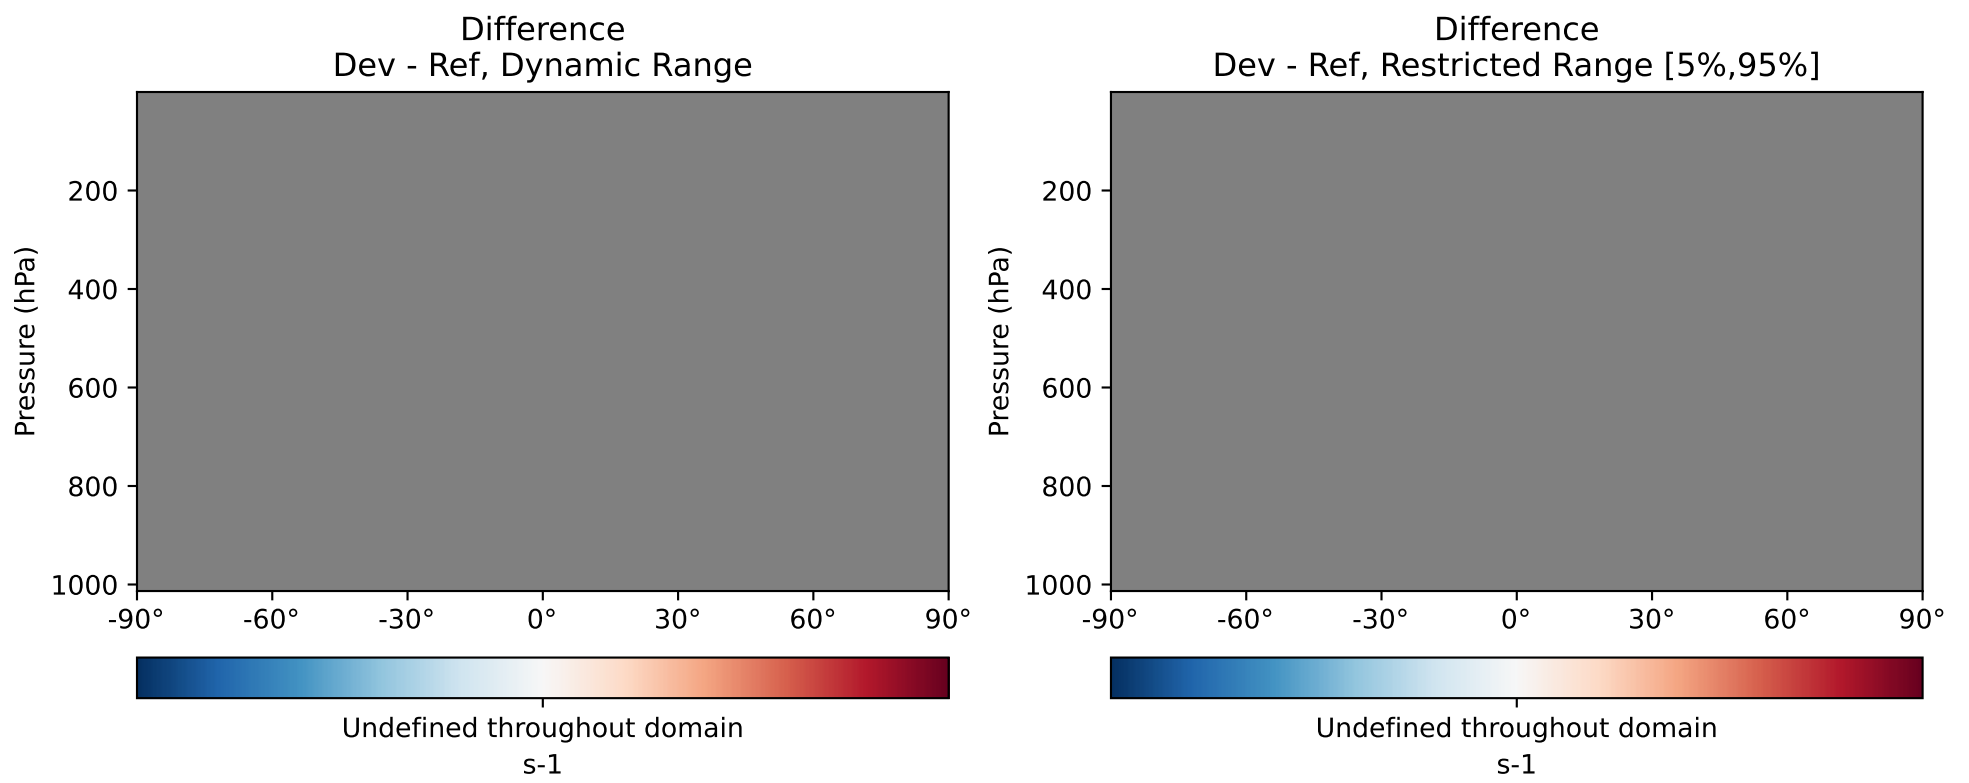 Difference
Dev - Ref, Dynamic Range
Pressure (hPa)
200
400
600
800
1000
-90° -60° -30° 0° 30° 60° 90°
Undefined throughout domain
s-1
Difference
Dev - Ref, Restricted Range [5%,95%]
Pressure (hPa)
200
400
600
800
1000
-90° -60° -30° 0° 30° 60° 90°
Undefined throughout domain
s-1